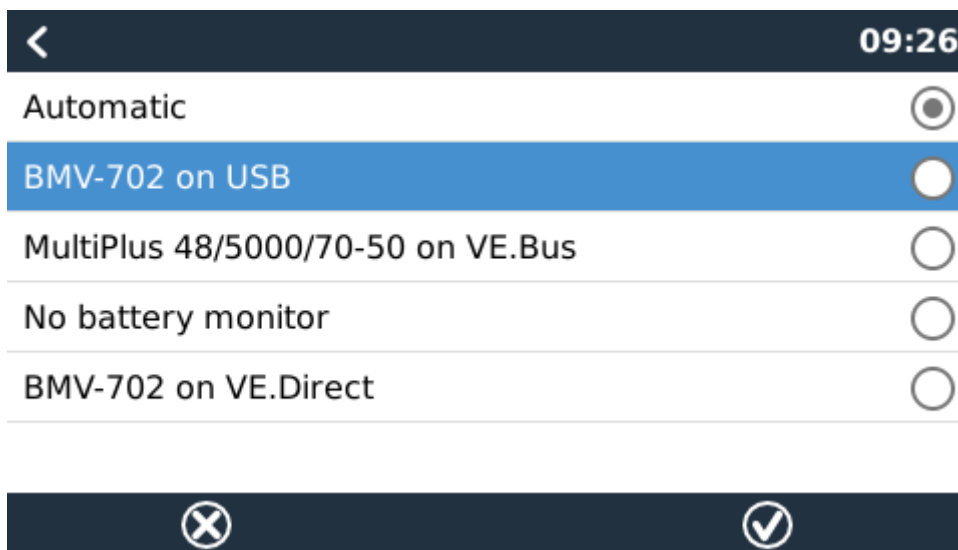 09:26
Automatic
BMV-702 on USB
MultiPlus 48/5000/70-50 on VE.Bus
No battery monitor
BMV-702 on VE.Direct